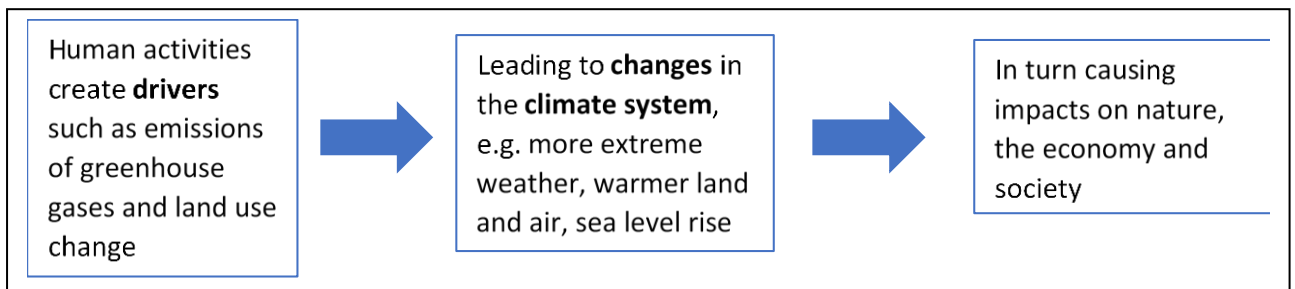 Human activities
create drivers
such as emissions
of greenhouse
gases and land use
change
Leading to changes in
the climate system,
e.g. more extreme
weather, warmer land
and air, sea level rise
In turn causing
impacts on nature,
the economy and
society